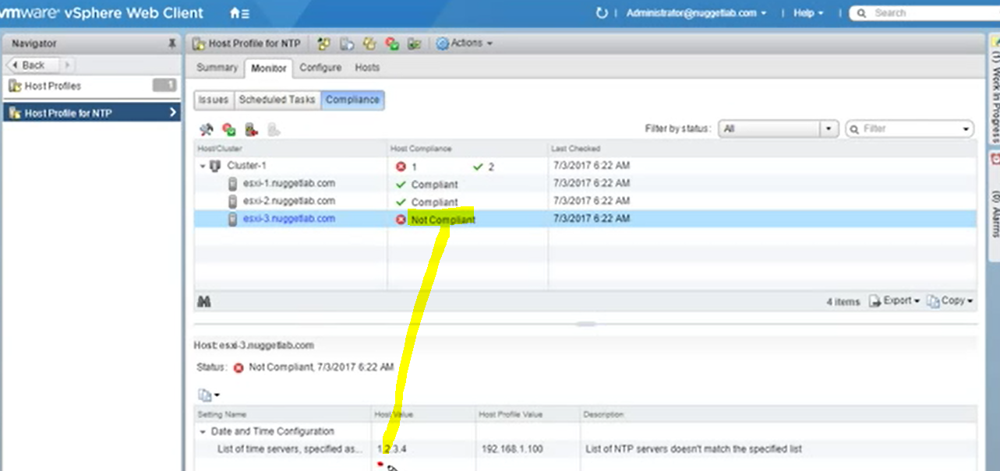 vmware® vSphere Web Client
Administrator@nuggetlab.com
Help
Search
Navigator
Host Profile for NTP
Actions
Back
Summary
Monitor
Configure
Hosts
Host Profiles
1
Issues
Scheduled Tasks
Compliance
Host Profile for NTP
Filter by status:
All
Filter
Host/Cluster
Host Compliance
Last Checked
Cluster-1
1
2
7/3/2017 6:22 AM
esxi-1.nuggetlab.com
Compliant
7/3/2017 6:22 AM
esxi-2.nuggetlab.com
Compliant
7/3/2017 6:22 AM
esxi-3.nuggetlab.com
Not Compliant
7/3/2017 6:22 AM
4 items
Export
Copy
Host: esxi-3.nuggetlab.com
Status:
Not Compliant, 7/3/2017 6:22 AM
Setting Name
Host Value
Host Profile Value
Description
Date and Time Configuration
List of time servers, specified as...
1.2.3.4
192.168.1.100
List of NTP servers doesn't match the specified list
(1) Work In Progress
(0) Alarms